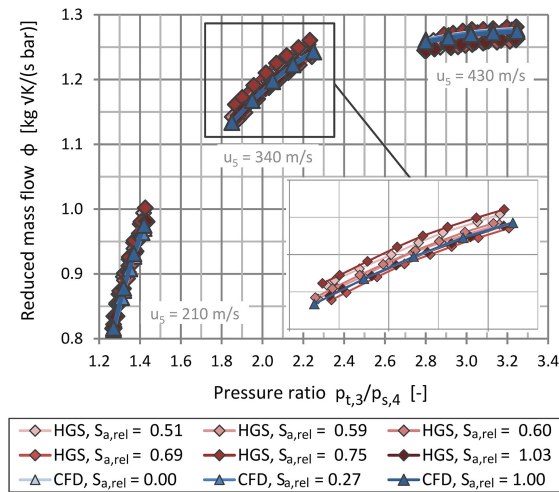 1.3
1.2
1.1
1.0
0.9
0.8
Reduced mass flow ϕ [kg √K/(s bar)]
u5 = 430 m/s
u5 = 340 m/s
u5 = 210 m/s
1.2 1.4 1.6 1.8 2.0 2.2 2.4 2.6 2.8 3.0 3.2 3.4
Pressure ratio pt,3/ps,4 [-]
HGS, Sa,rel = 0.51 HGS, Sa,rel = 0.59 HGS, Sa,rel = 0.60
HGS, Sa,rel = 0.69 HGS, Sa,rel = 0.75 HGS, Sa,rel = 1.03
CFD, Sa,rel = 0.00 CFD, Sa,rel = 0.27 CFD, Sa,rel = 1.00